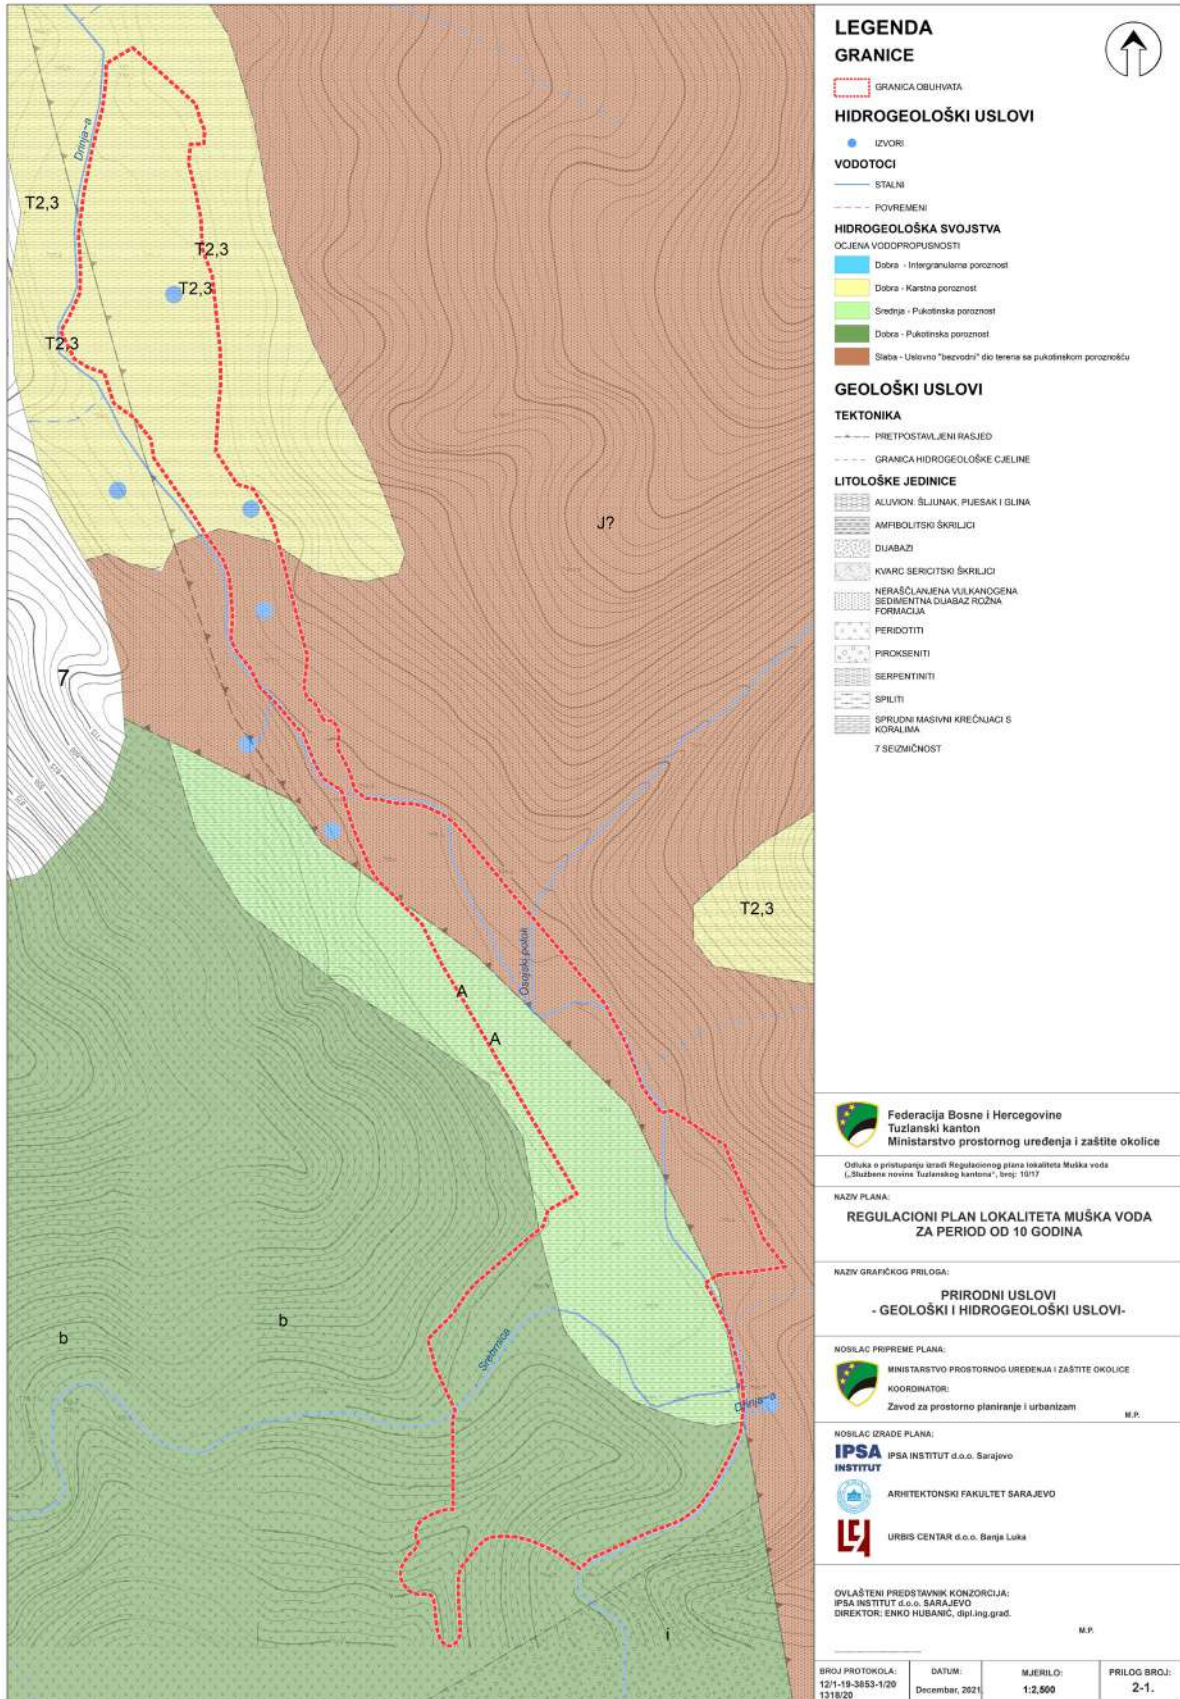 Drinja-a
T2,3
T2,3
T2,3
T2,3
J?
7
T2,3
Osojski potok
A
A
b
b
Srebrnica
Drinja-a
i
LEGENDA
GRANICE
GRANICA OBUHVATA
HIDROGEOLOŠKI USLOVI
IZVORI
VODOTOCI
STALNI
POVREMENI
HIDROGEOLOŠKA SVOJSTVA
OCJENA VODOPROPUSNOSTI
Dobra - Intergranularna poroznost
Dobra - Karstna poroznost
Srednja - Pukotinska poroznost
Dobra - Pukotinska poroznost
Slaba - Uslovno "bezvodni" dio terena sa pukotinskom poroznošću
GEOLOŠKI USLOVI
TEKTONIKA
PRETPOSTAVLJENI RASJED
GRANICA HIDROGEOLOŠKE CJELINE
LITOLOŠKE JEDINICE
ALUVION: ŠLJUNAK, PIJESAK I GLINA
AMFIBOLITSKI ŠKRILJCI
DIJABAZI
KVARC SERICITSKI ŠKRILJCI
NERAŠČLANJENA VULKANOGENA
SEDIMENTNA DIJABAZ ROŽNA
FORMACIJA
PERIDOTITI
PIROKSENITI
SERPENTINITI
SPILITI
SPRUDNI MASIVNI KREČNJACI S
KORALIMA
7 SEIZMIČNOST
Federacija Bosne i Hercegovine
Tuzlanski kanton
Ministarstvo prostornog uređenja i zaštite okolice
Odluka o pristupanju izradi Regulacionog plana lokaliteta Muška voda
(„Službene novine Tuzlanskog kantona", broj: 10/17
NAZIV PLANA:
REGULACIONI PLAN LOKALITETA MUŠKA VODA
ZA PERIOD OD 10 GODINA
NAZIV GRAFIČKOG PRILOGA:
PRIRODNI USLOVI
- GEOLOŠKI I HIDROGEOLOŠKI USLOVI-
NOSILAC PRIPREME PLANA:
MINISTARSTVO PROSTORNOG UREĐENJA I ZAŠTITE OKOLICE
KOORDINATOR:
Zavod za prostorno planiranje i urbanizam
M.P.
NOSILAC IZRADE PLANA:
IPSA
INSTITUT
IPSA INSTITUT d.o.o. Sarajevo
ARHITEKTONSKI FAKULTET SARAJEVO
URBIS CENTAR d.o.o. Banja Luka
OVLAŠTENI PREDSTAVNIK KONZORCIJA:
IPSA INSTITUT d.o.o. SARAJEVO
DIREKTOR: ENKO HUBANIĆ, dipl.ing.građ.
M.P.
BROJ PROTOKOLA:
12/1-19-3853-1/20
1318/20
DATUM:
Decembar, 2021.
MJERILO:
1:2,500
PRILOG BROJ:
2-1.